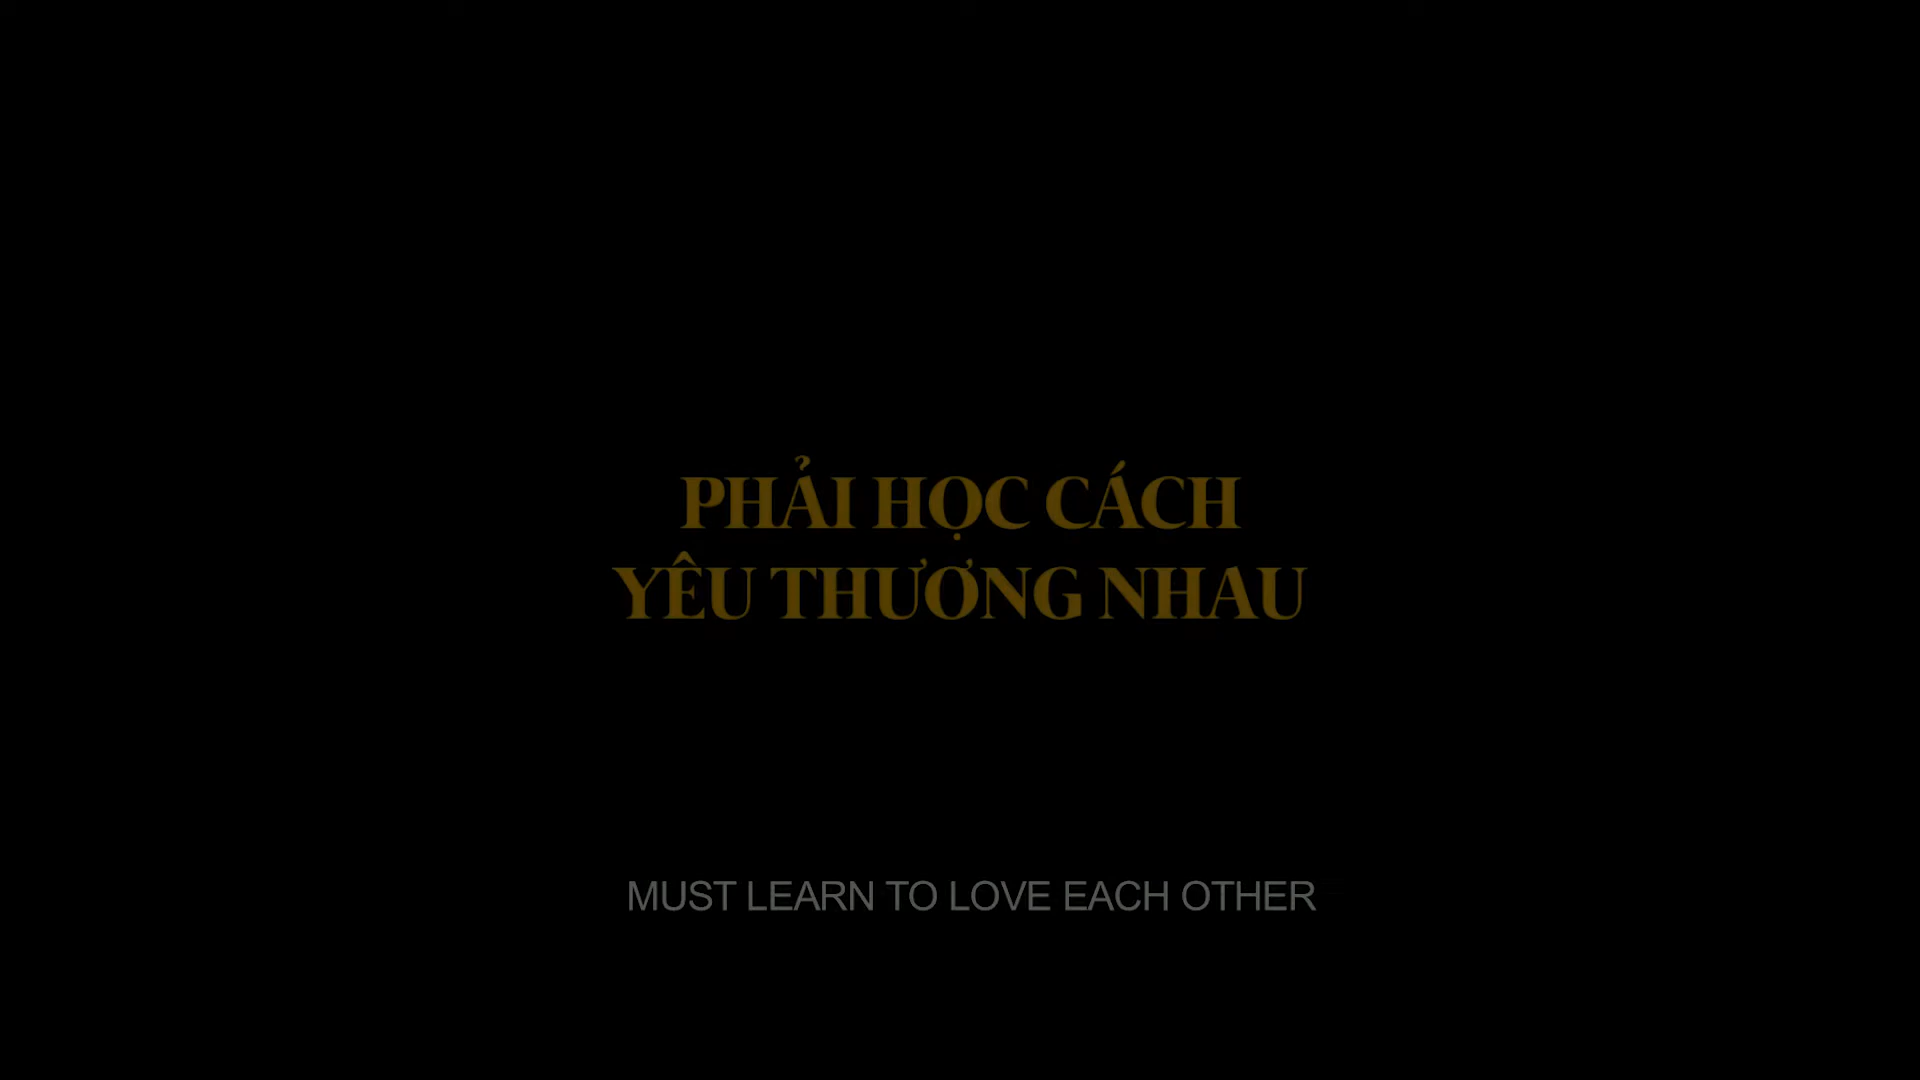 PHẢI HỌC CÁCH
YÊU THƯƠNG NHAU
MUST LEARN TO LOVE EACH OTHER